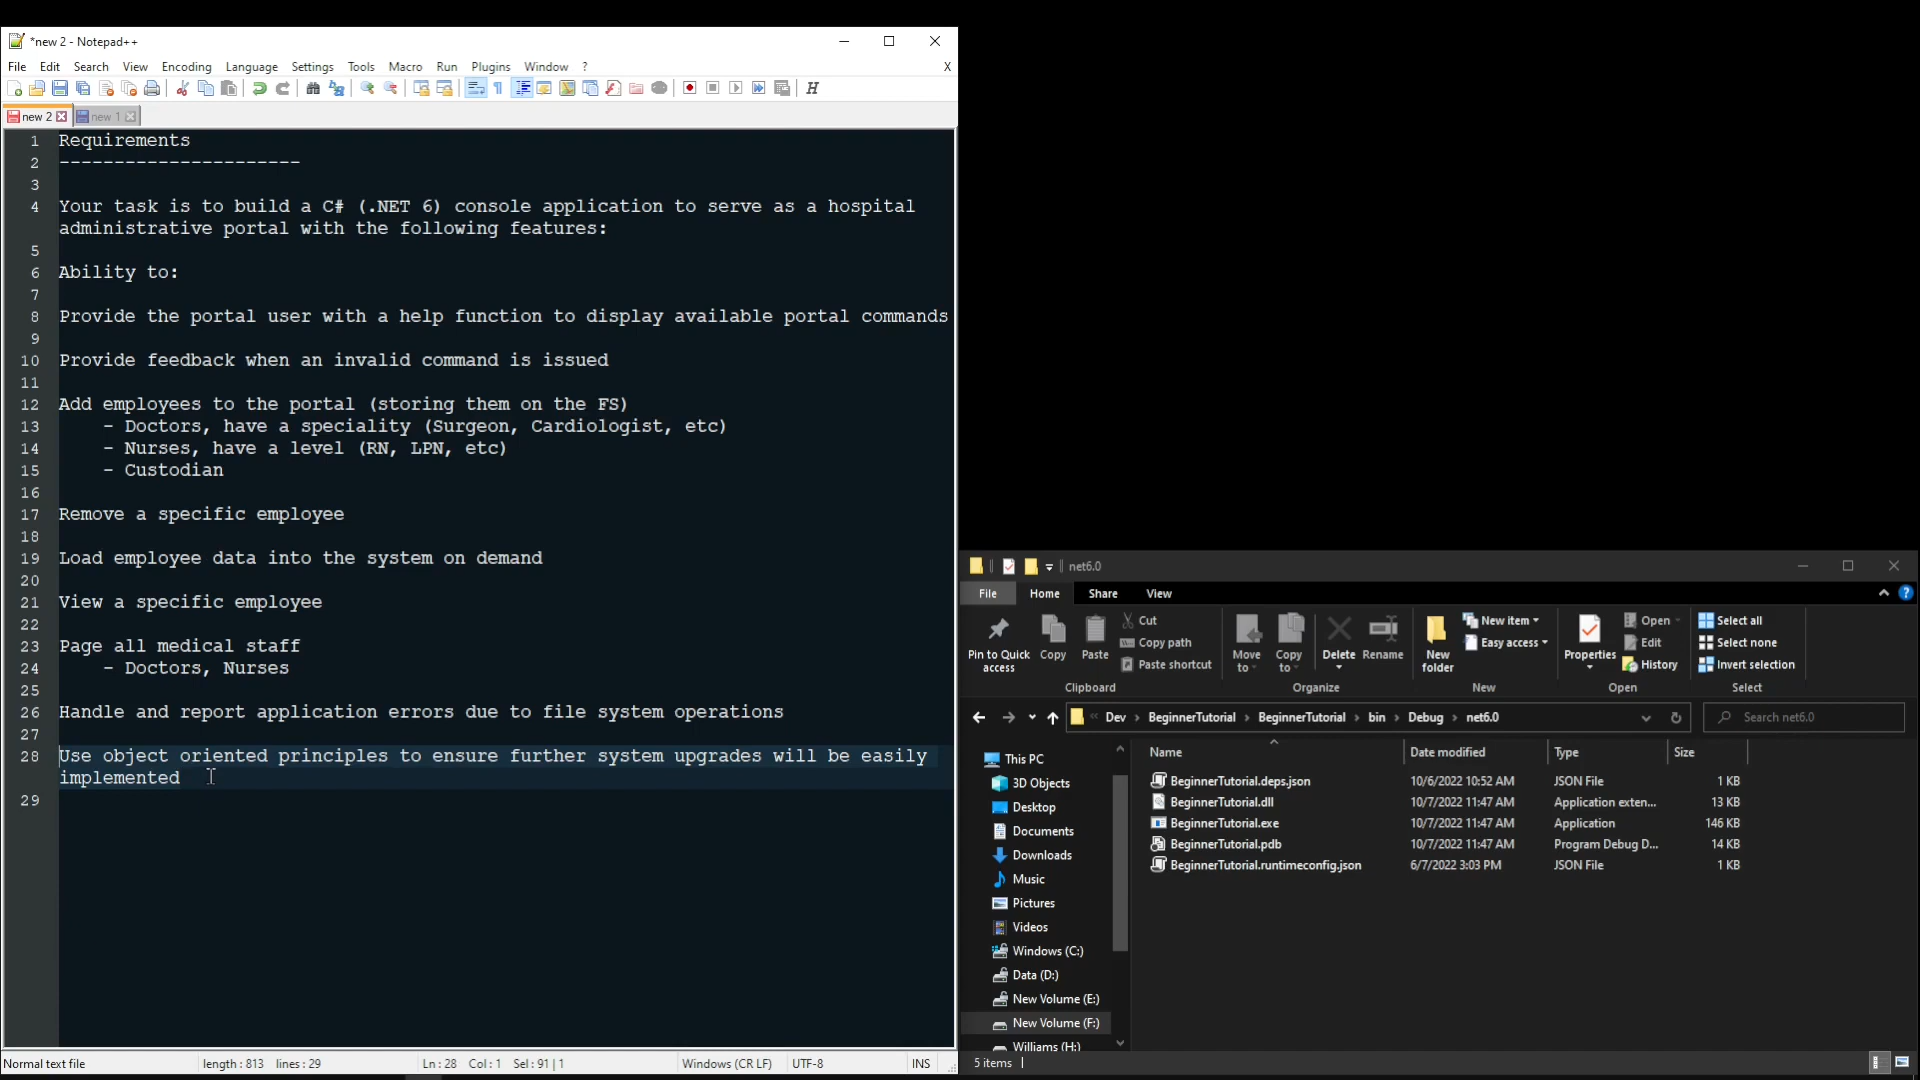 *new 2 - Notepad++
File Edit Search View Encoding Language Settings Tools Macro Run Plugins Window ? X
new 2 new 1
1 Requirements
2 ----------------------
3
4 Your task is to build a C# (.NET 6) console application to serve as a hospital
administrative portal with the following features:
5
6 Ability to:
7
8 Provide the portal user with a help function to display available portal commands
9
10 Provide feedback when an invalid command is issued
11
12 Add employees to the portal (storing them on the FS)
13 - Doctors, have a speciality (Surgeon, Cardiologist, etc)
14 - Nurses, have a level (RN, LPN, etc)
15 - Custodian
16
17 Remove a specific employee
18
19 Load employee data into the system on demand
20
21 View a specific employee
22
23 Page all medical staff
24 - Doctors, Nurses
25
26 Handle and report application errors due to file system operations
27
28 Use object oriented principles to ensure further system upgrades will be easily
implemented
29
Normal text file length : 813 lines : 29 Ln : 28 Col : 1 Sel : 91 | 1 Windows (CR LF) UTF-8 INS
net6.0
File Home Share View
Pin to Quick access
Copy
Paste
Cut
Copy path
Paste shortcut
Clipboard
Move to
Copy to
Delete
Rename
Organize
New folder
New item
Easy access
New
Properties
Open
Edit
History
Open
Select all
Select none
Invert selection
Select
Dev BeginnerTutorial BeginnerTutorial bin Debug net6.0
Search net6.0
This PC
3D Objects
Desktop
Documents
Downloads
Music
Pictures
Videos
Windows (C:)
Data (D:)
New Volume (E:)
New Volume (F:)
Williams (H:)
Name Date modified Type Size
BeginnerTutorial.deps.json 10/6/2022 10:52 AM JSON File 1 KB
BeginnerTutorial.dll 10/7/2022 11:47 AM Application exten... 13 KB
BeginnerTutorial.exe 10/7/2022 11:47 AM Application 146 KB
BeginnerTutorial.pdb 10/7/2022 11:47 AM Program Debug D... 14 KB
BeginnerTutorial.runtimeconfig.json 6/7/2022 3:03 PM JSON File 1 KB
5 items